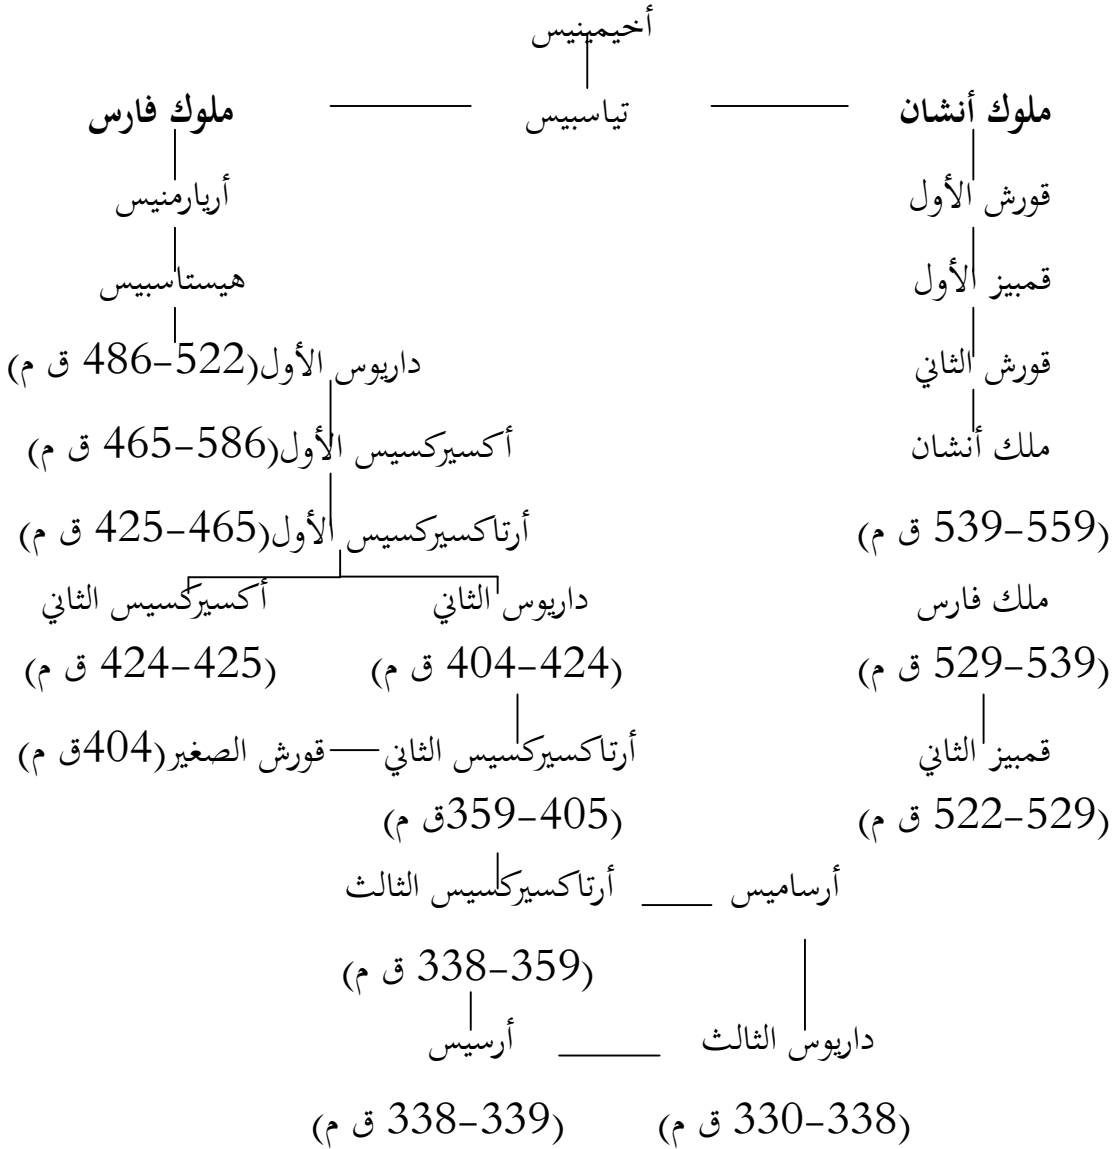 أخيمينيس
ملوك أنشان تياسبيس ملوك فارس
قورش الأول أريارمنيس
قمبيز الأول هيستاسبيس
قورش الثاني داريوس الأول(522-486 ق م)
ملك أنشان أكسيركسيس الأول(586-465 ق م)
(559-539 ق م) أرتاكسيركسيس الأول(465-425 ق م)
ملك فارس داريوس الثاني أكسيركسيس الثاني
(539-529 ق م) (424-404 ق م) (425-424 ق م)
قمبيز الثاني أرتاكسيركسيس الثاني قورش الصغير(404ق م)
(529-522 ق م) (405-359ق م)
أرساميس أرتاكسيركسيس الثالث
(359-338 ق م)
داريوس الثالث أرسيس
(338-330 ق م) (339-338 ق م)